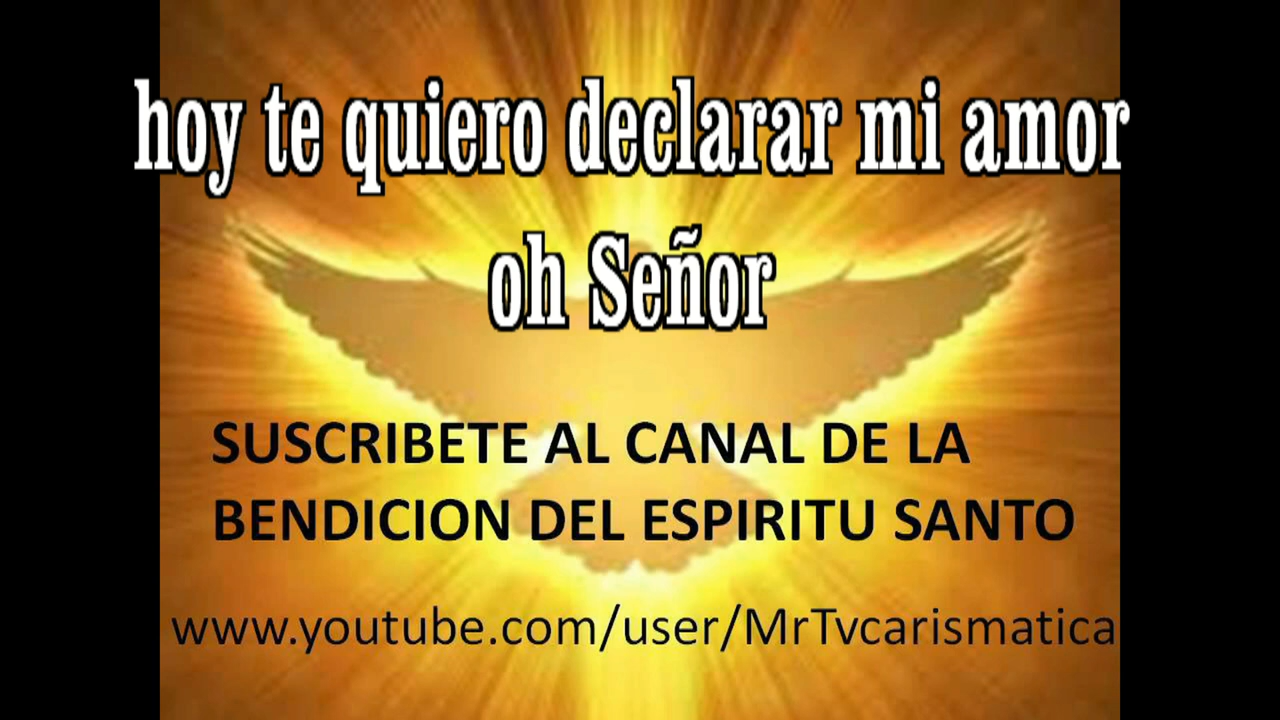 hoy te quiero declarar mi amor
oh Señor
SUSCRIBETE AL CANAL DE LA
BENDICION DEL ESPIRITU SANTO
www.youtube.com/user/MrTvcarismatica